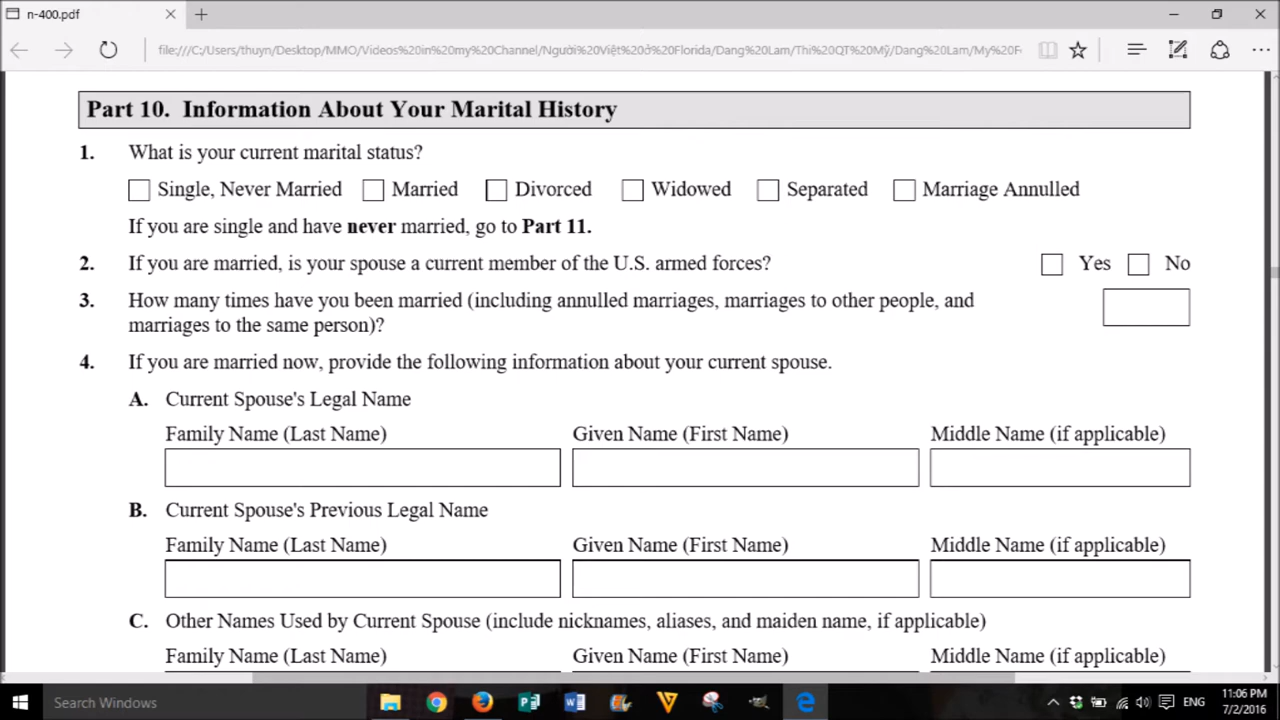 n-400.pdf
file:///C:/Users/thuyn/Desktop/MMO/Videos%20in%20my%20Channel/Người%20Việt%20ở%20Florida/Dang%20Lam/Thi%20QT%20Mỹ/Dang%20Lam/My%20F
Part 10. Information About Your Marital History
1. What is your current marital status?
Single, Never Married Married Divorced Widowed Separated Marriage Annulled
If you are single and have never married, go to Part 11.
2. If you are married, is your spouse a current member of the U.S. armed forces? Yes No
3. How many times have you been married (including annulled marriages, marriages to other people, and
marriages to the same person)?
4. If you are married now, provide the following information about your current spouse.
A. Current Spouse's Legal Name
Family Name (Last Name) Given Name (First Name) Middle Name (if applicable)
B. Current Spouse's Previous Legal Name
Family Name (Last Name) Given Name (First Name) Middle Name (if applicable)
C. Other Names Used by Current Spouse (include nicknames, aliases, and maiden name, if applicable)
Family Name (Last Name) Given Name (First Name) Middle Name (if applicable)
Search Windows
ENG
11:06 PM
7/2/2016